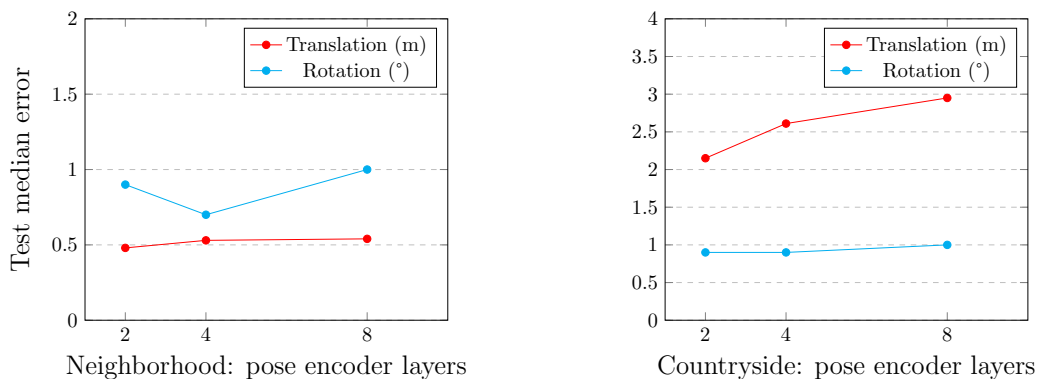 Test median error
2
1.5
1
0.5
0
Translation (m)
Rotation (°)
2 4 8
Neighborhood: pose encoder layers
4
3.5
3
2.5
2
1.5
1
0.5
0
Translation (m)
Rotation (°)
2 4 8
Countryside: pose encoder layers